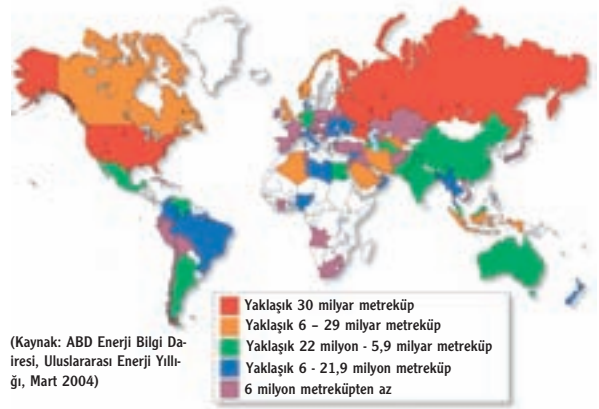 Yaklaşık 30 milyar metreküp
Yaklaşık 6 – 29 milyar metreküp
Yaklaşık 22 milyon - 5,9 milyar metreküp
Yaklaşık 6 - 21,9 milyon metreküp
6 milyon metreküpten az
(Kaynak: ABD Enerji Bilgi Da-
iresi, Uluslararası Enerji Yıllı-
ğı, Mart 2004)